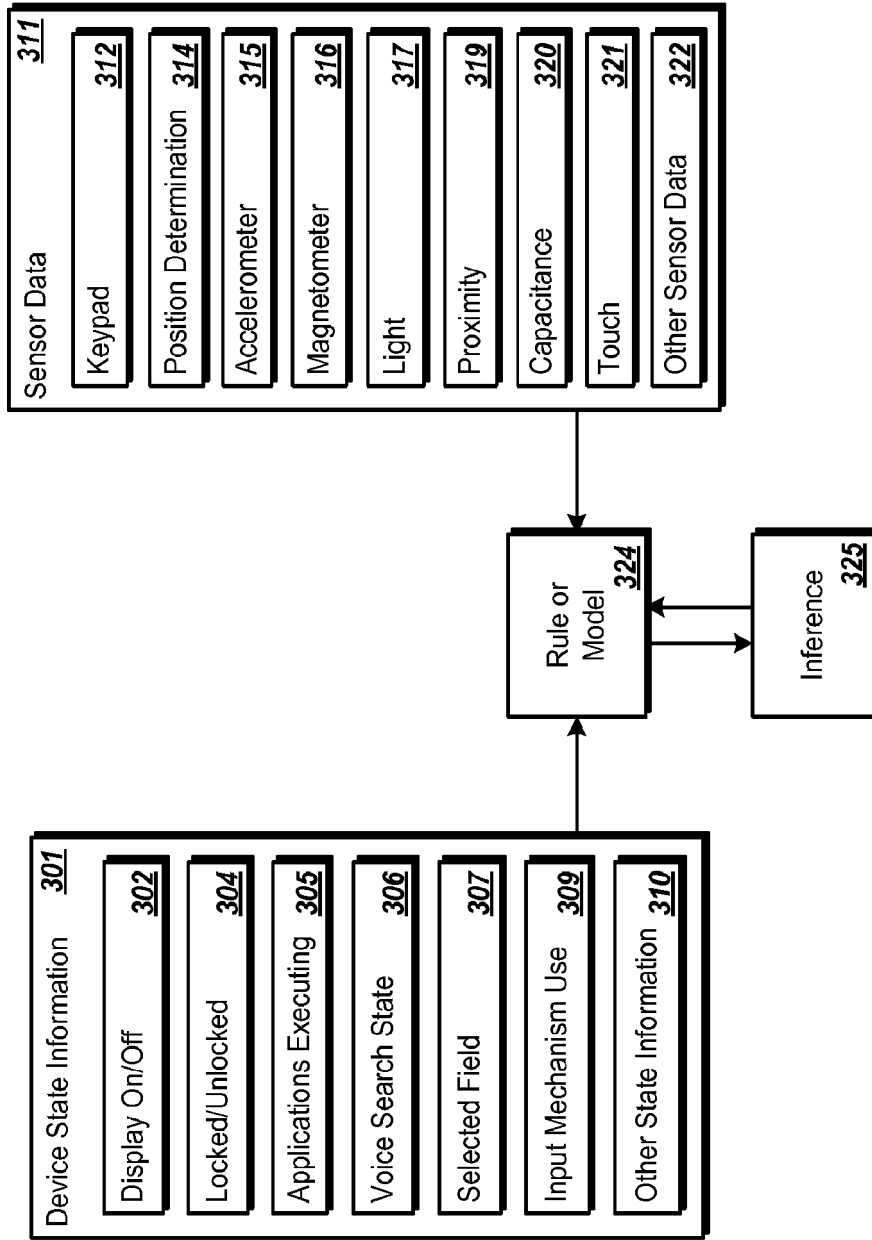 Device State Information 301
Display On/Off 302
Locked/Unlocked 304
Applications Executing 305
Voice Search State 306
Selected Field 307
Input Mechanism Use 309
Other State Information 310
Rule or
Model 324
Inference 325
Sensor Data 311
Keypad 312
Position Determination 314
Accelerometer 315
Magnetometer 316
Light 317
Proximity 319
Capacitance 320
Touch 321
Other Sensor Data 322